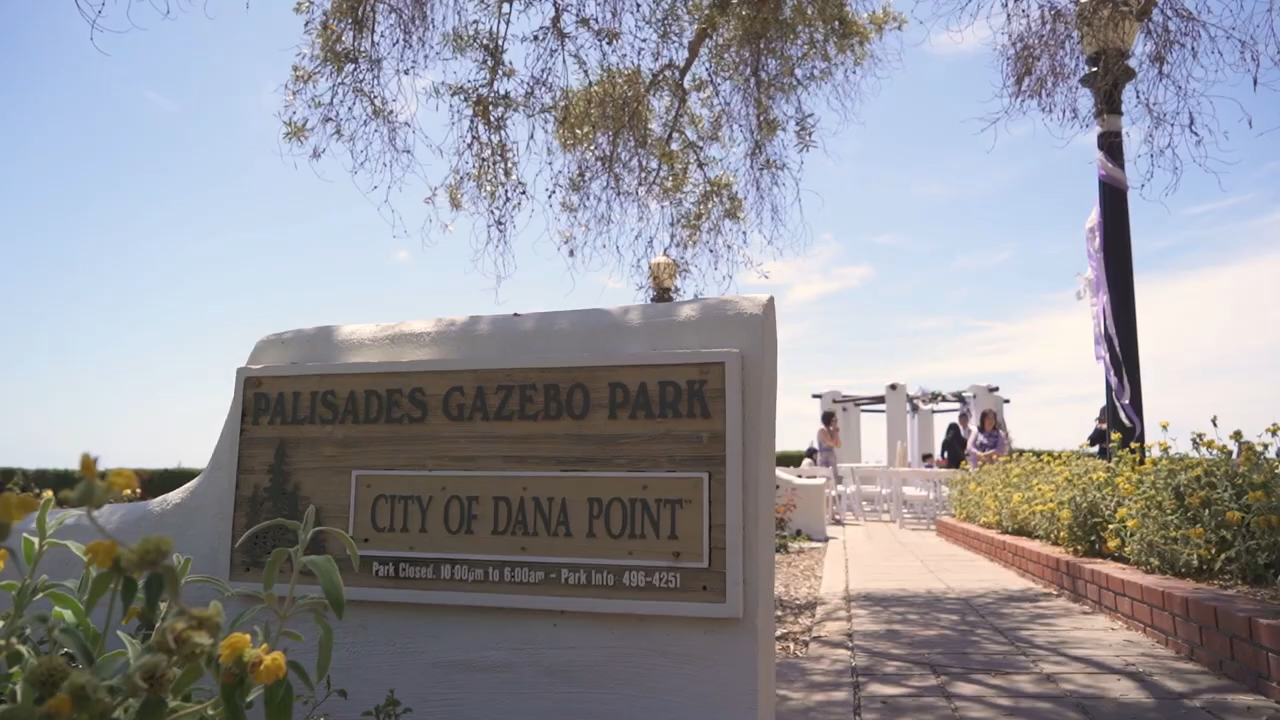 PALISADES GAZEBO PARK
CITY OF DANA POINT
Park Closed. 10:00pm to 6:00am - Park Info 496-4251